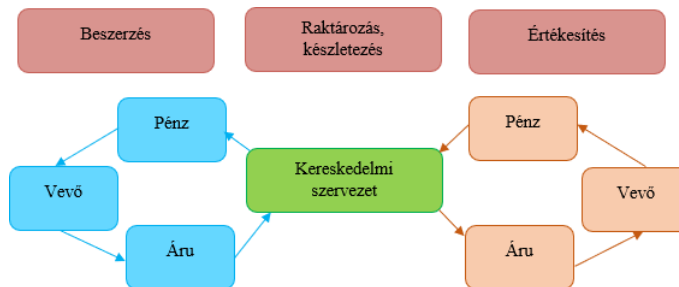 Beszerzés
Raktározás,
készletezés
Értékesítés
Pénz
Pénz
Kereskedelmi
szervezet
Vevő
Vevő
Áru
Áru